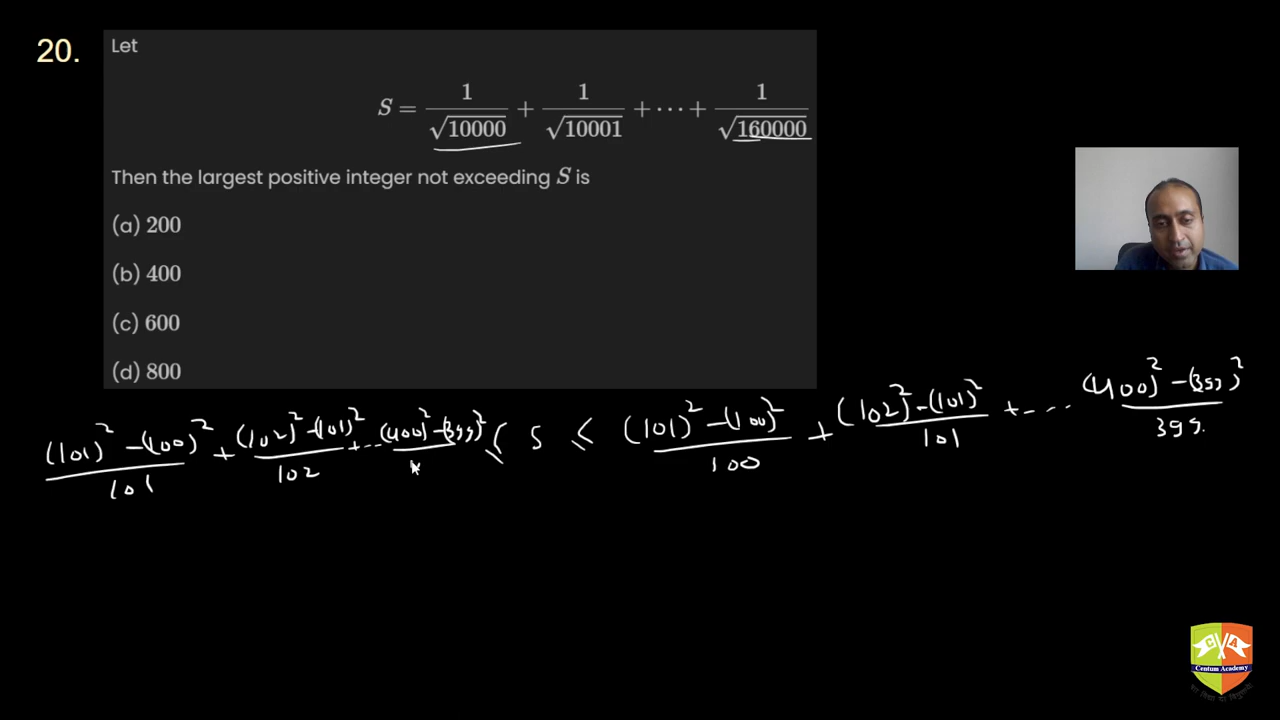 20.
Let
S = 1/√10000 + 1/√10001 + ··· + 1/√160000
Then the largest positive integer not exceeding S is
(a) 200
(b) 400
(c) 600
(d) 800
((101)² - (100)²)/101 + ((102)² - (101)²)/102 + ... ((400)² - (399)²)/ ≤ S ≤ ((101)² - (100)²)/100 + ((102)² - (101)²)/101 + --- ((400)² - (399)²)/399.
C A
Centum Academy